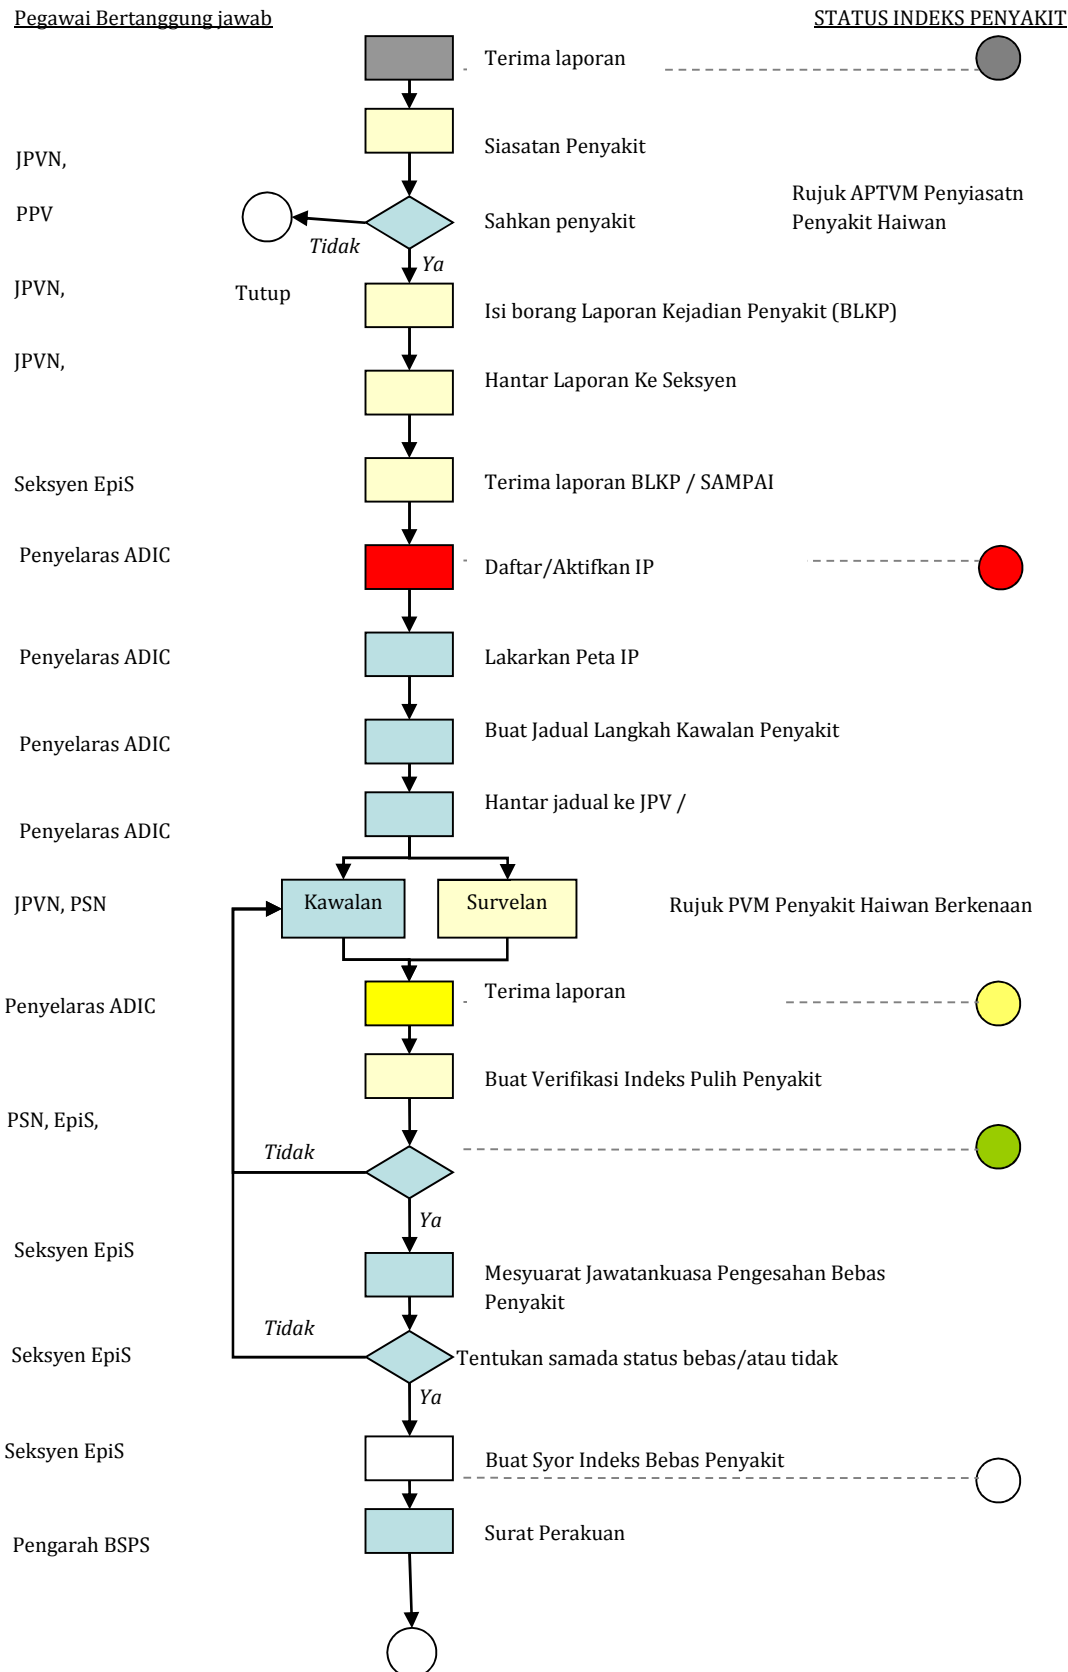 Pegawai Bertanggung jawab
STATUS INDEKS PENYAKIT
Terima laporan
Siasatan Penyakit
JPVN,
Rujuk APTVM Penyiasatn
Penyakit Haiwan
PPV
Sahkan penyakit
Tidak
Ya
JPVN,
Tutup
Isi borang Laporan Kejadian Penyakit (BLKP)
JPVN,
Hantar Laporan Ke Seksyen
Seksyen EpiS
Terima laporan BLKP / SAMPAI
Penyelaras ADIC
Daftar/Aktifkan IP
Penyelaras ADIC
Lakarkan Peta IP
Penyelaras ADIC
Buat Jadual Langkah Kawalan Penyakit
Hantar jadual ke JPV /
Penyelaras ADIC
JPVN, PSN
Kawalan
Survelan
Rujuk PVM Penyakit Haiwan Berkenaan
Penyelaras ADIC
Terima laporan
Buat Verifikasi Indeks Pulih Penyakit
PSN, EpiS,
Tidak
Ya
Seksyen EpiS
Mesyuarat Jawatankuasa Pengesahan Bebas
Penyakit
Tidak
Seksyen EpiS
Tentukan samada status bebas/atau tidak
Ya
Seksyen EpiS
Buat Syor Indeks Bebas Penyakit
Pengarah BSPS
Surat Perakuan